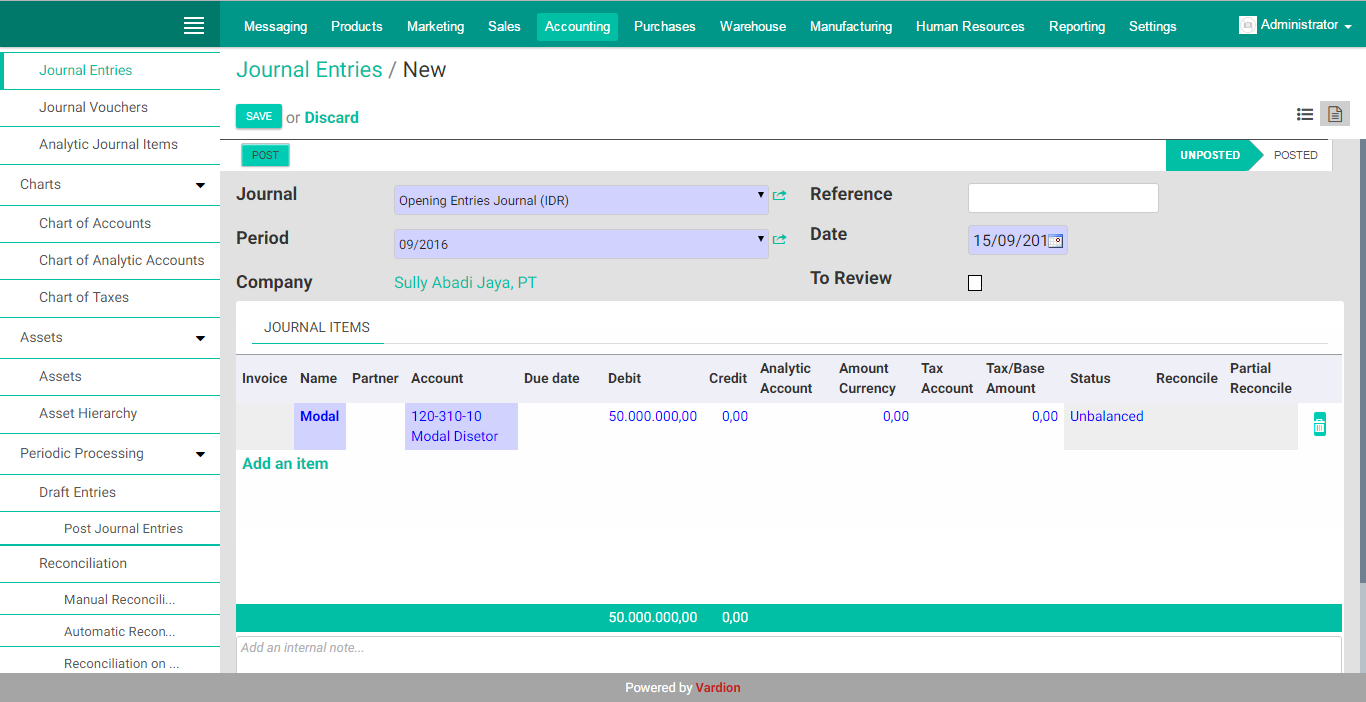 Messaging Products Marketing Sales Accounting Purchases Warehouse Manufacturing Human Resources Reporting Settings Administrator
Journal Entries
Journal Vouchers
Analytic Journal Items
Charts
Chart of Accounts
Chart of Analytic Accounts
Chart of Taxes
Assets
Assets
Asset Hierarchy
Periodic Processing
Draft Entries
Post Journal Entries
Reconciliation
Manual Reconcili...
Automatic Recon...
Reconciliation on ...
Journal Entries / New
SAVE or Discard
POST
UNPOSTED POSTED
Journal Opening Entries Journal (IDR)
Reference
Period 09/2016
Date 15/09/201
Company Sully Abadi Jaya, PT
To Review
JOURNAL ITEMS
Invoice Name Partner Account Due date Debit Credit Analytic Account Amount Currency Tax Account Tax/Base Amount Status Reconcile Partial Reconcile
Modal 120-310-10 50.000.000,00 0,00 0,00 0,00 Unbalanced
Modal Disetor
Add an item
50.000.000,00 0,00
Add an internal note...
Powered by Vardion